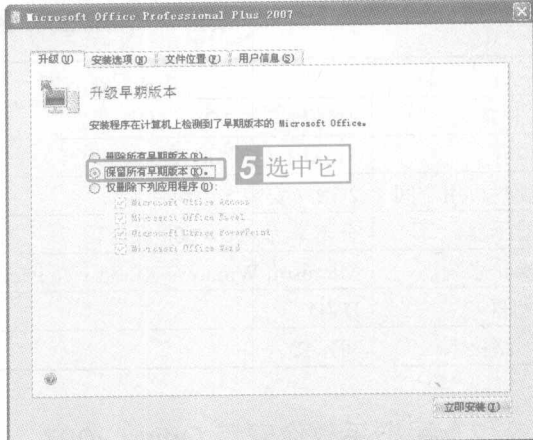 Microsoft Office Professional Plus 2007
升级(U) 安装选项(N) 文件位置(F) 用户信息(S)
升级早期版本
安装程序在计算机上检测到了早期版本的 Microsoft Office。
删除所有早期版本(R)。
保留所有早期版本(K)。
5 选中它
仅删除下列应用程序(O):
Microsoft Office Access
Microsoft Office Excel
Microsoft Office PowerPoint
Microsoft Office Word
立即安装(I)